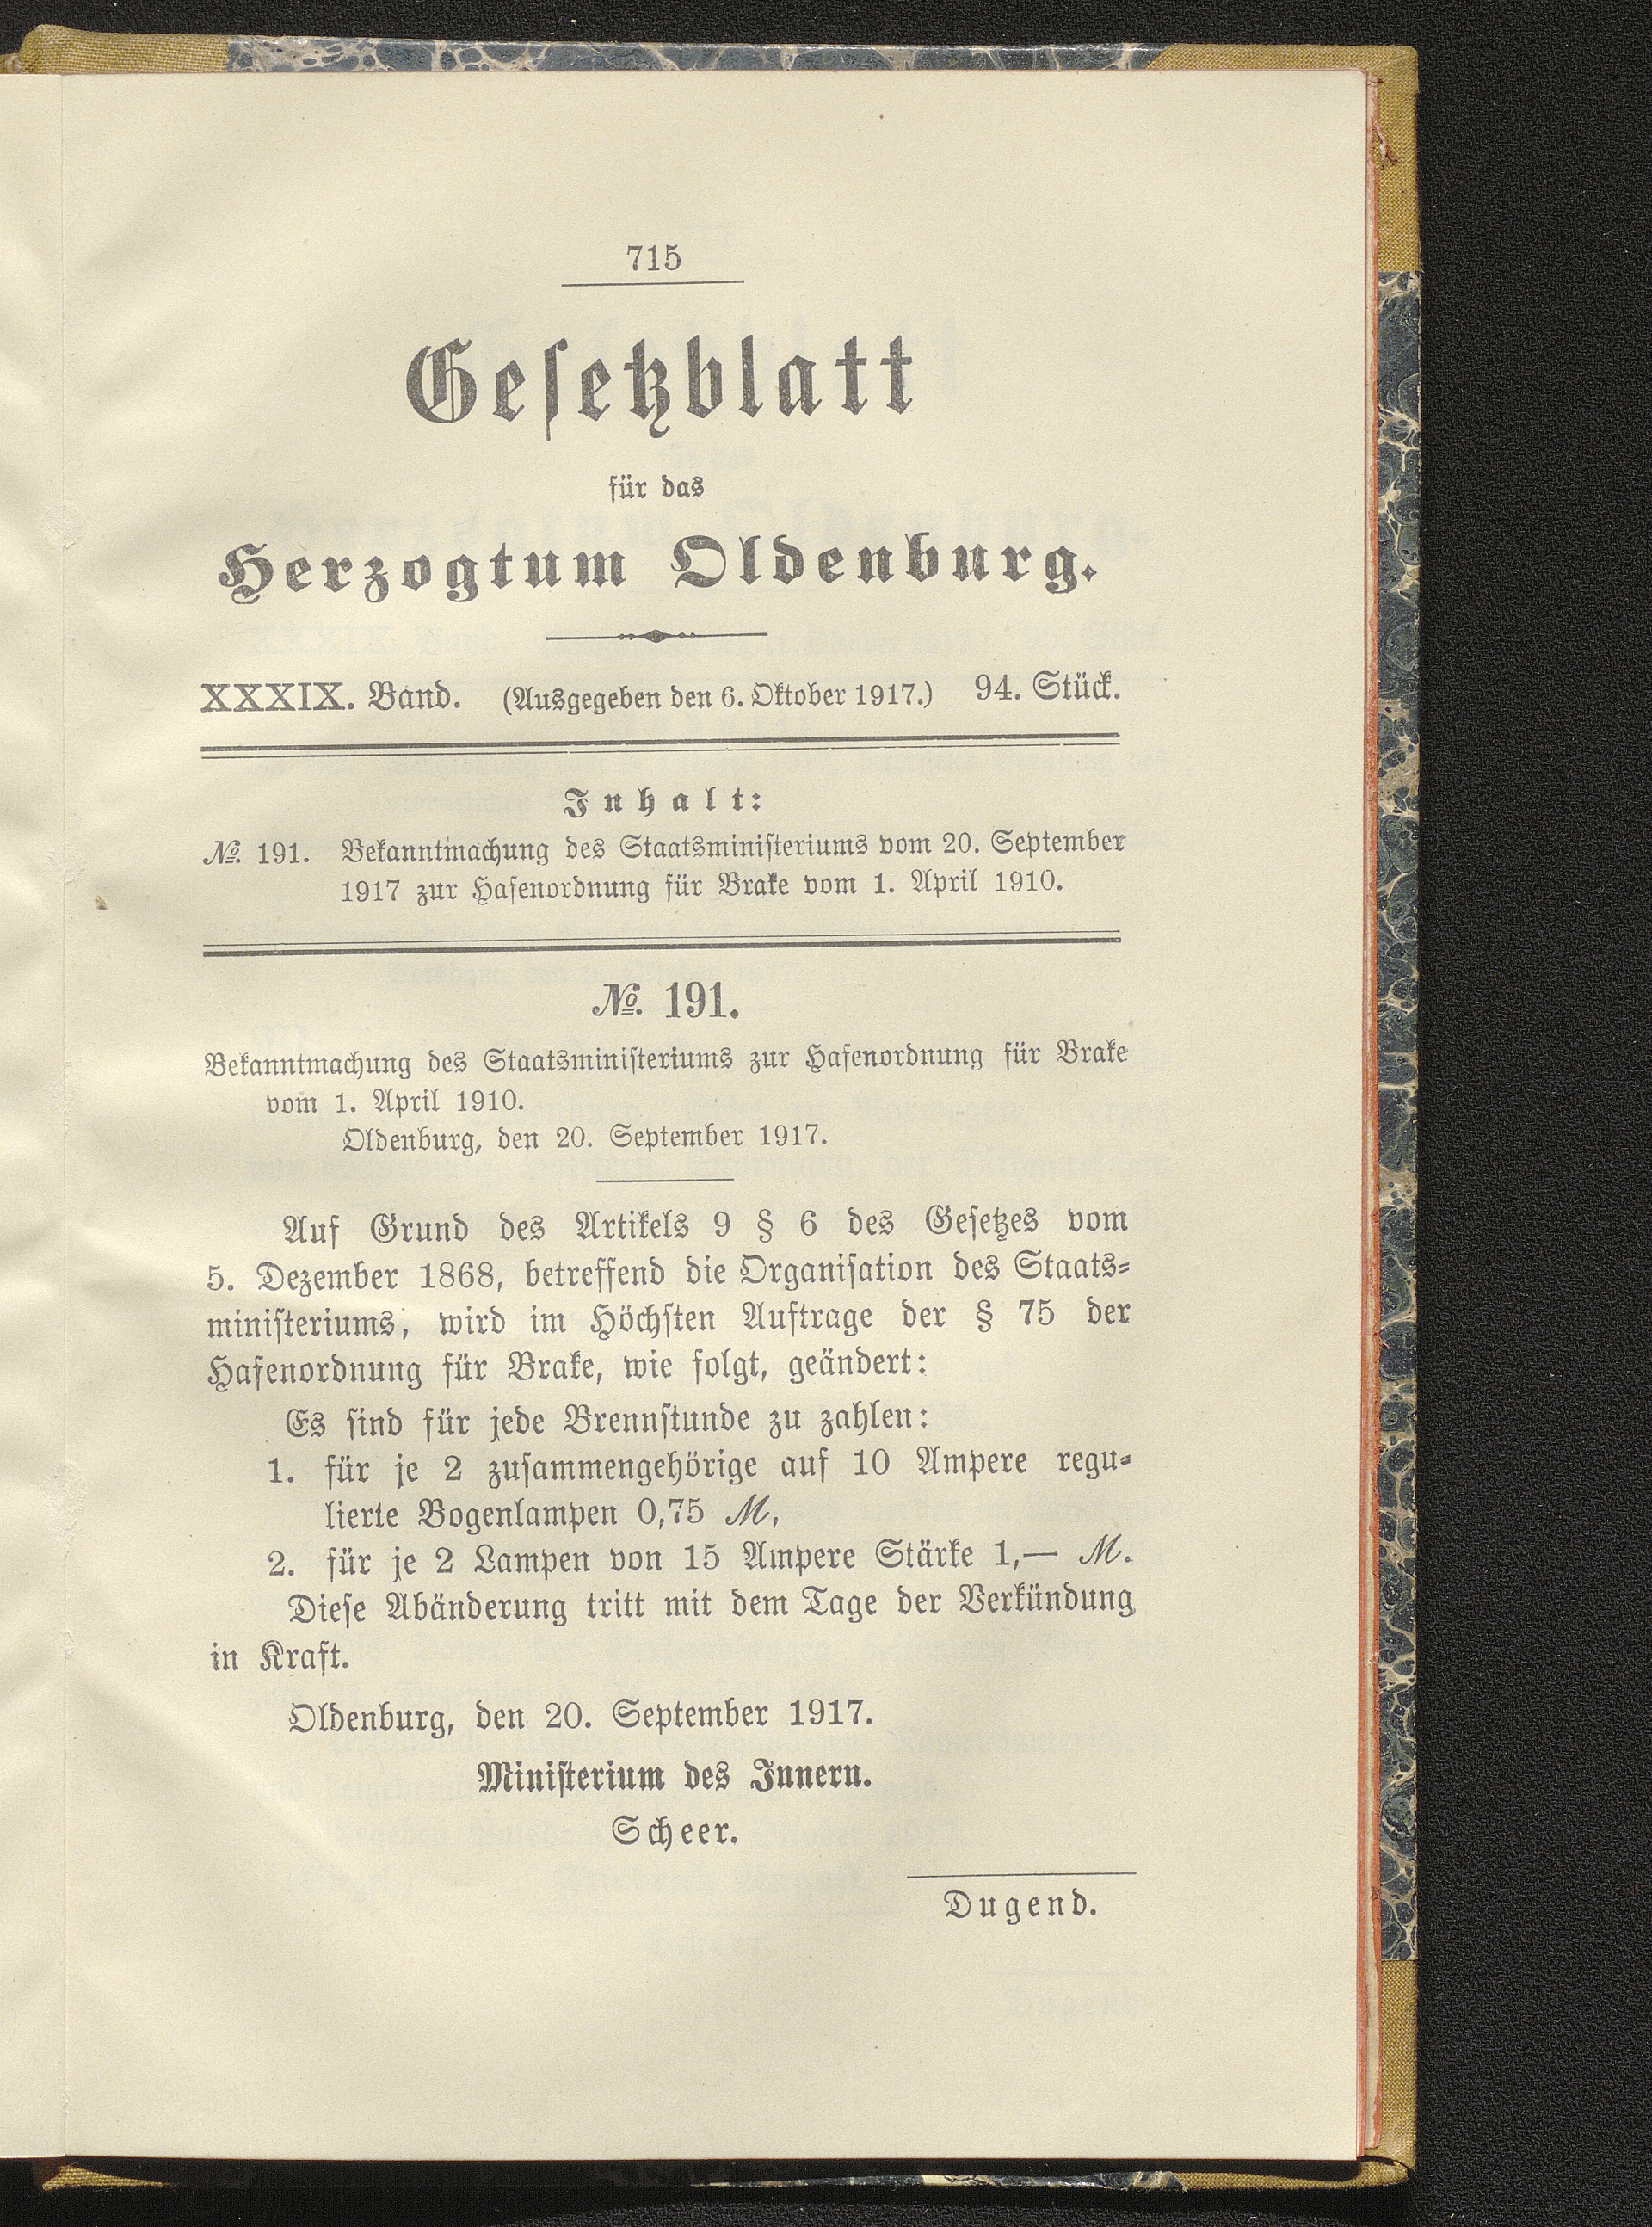 715
Gesetzblatt
für das
Herzogtum Oldenburg.
XXXIX. Band. (Ausgegeben den 6. Oktober 1917.) 94. Stück.
Inhalt:
№. 191. Bekanntmachung des Staatsministeriums vom 20. September
1917 zur Hafenordnung für Brake vom 1. April 1910.
№. 191.
Bekanntmachung des Staatsministeriums zur Hafenordnung für Brake
vom 1. April 1910.
Oldenburg, den 20. September 1917.
Auf Grund des Artikels 9 § 6 des Gesetzes vom
5. Dezember 1868, betreffend die Organisation des Staats-
ministeriums, wird im Höchsten Auftrage der § 75 der
Hafenordnung für Brake, wie folgt, geändert:
Es sind für jede Brennstunde zu zahlen:
1. für je 2 zusammengehörige auf 10 Ampere regu-
lierte Bogenlampen 0,75 ℳ,
2. für je 2 Lampen von 15 Ampere Stärke 1,— ℳ.
Diese Abänderung tritt mit dem Tage der Verkündung
in Kraft.
Oldenburg, den 20. September 1917.
Ministerium des Innern.
Scheer.
Dugend.